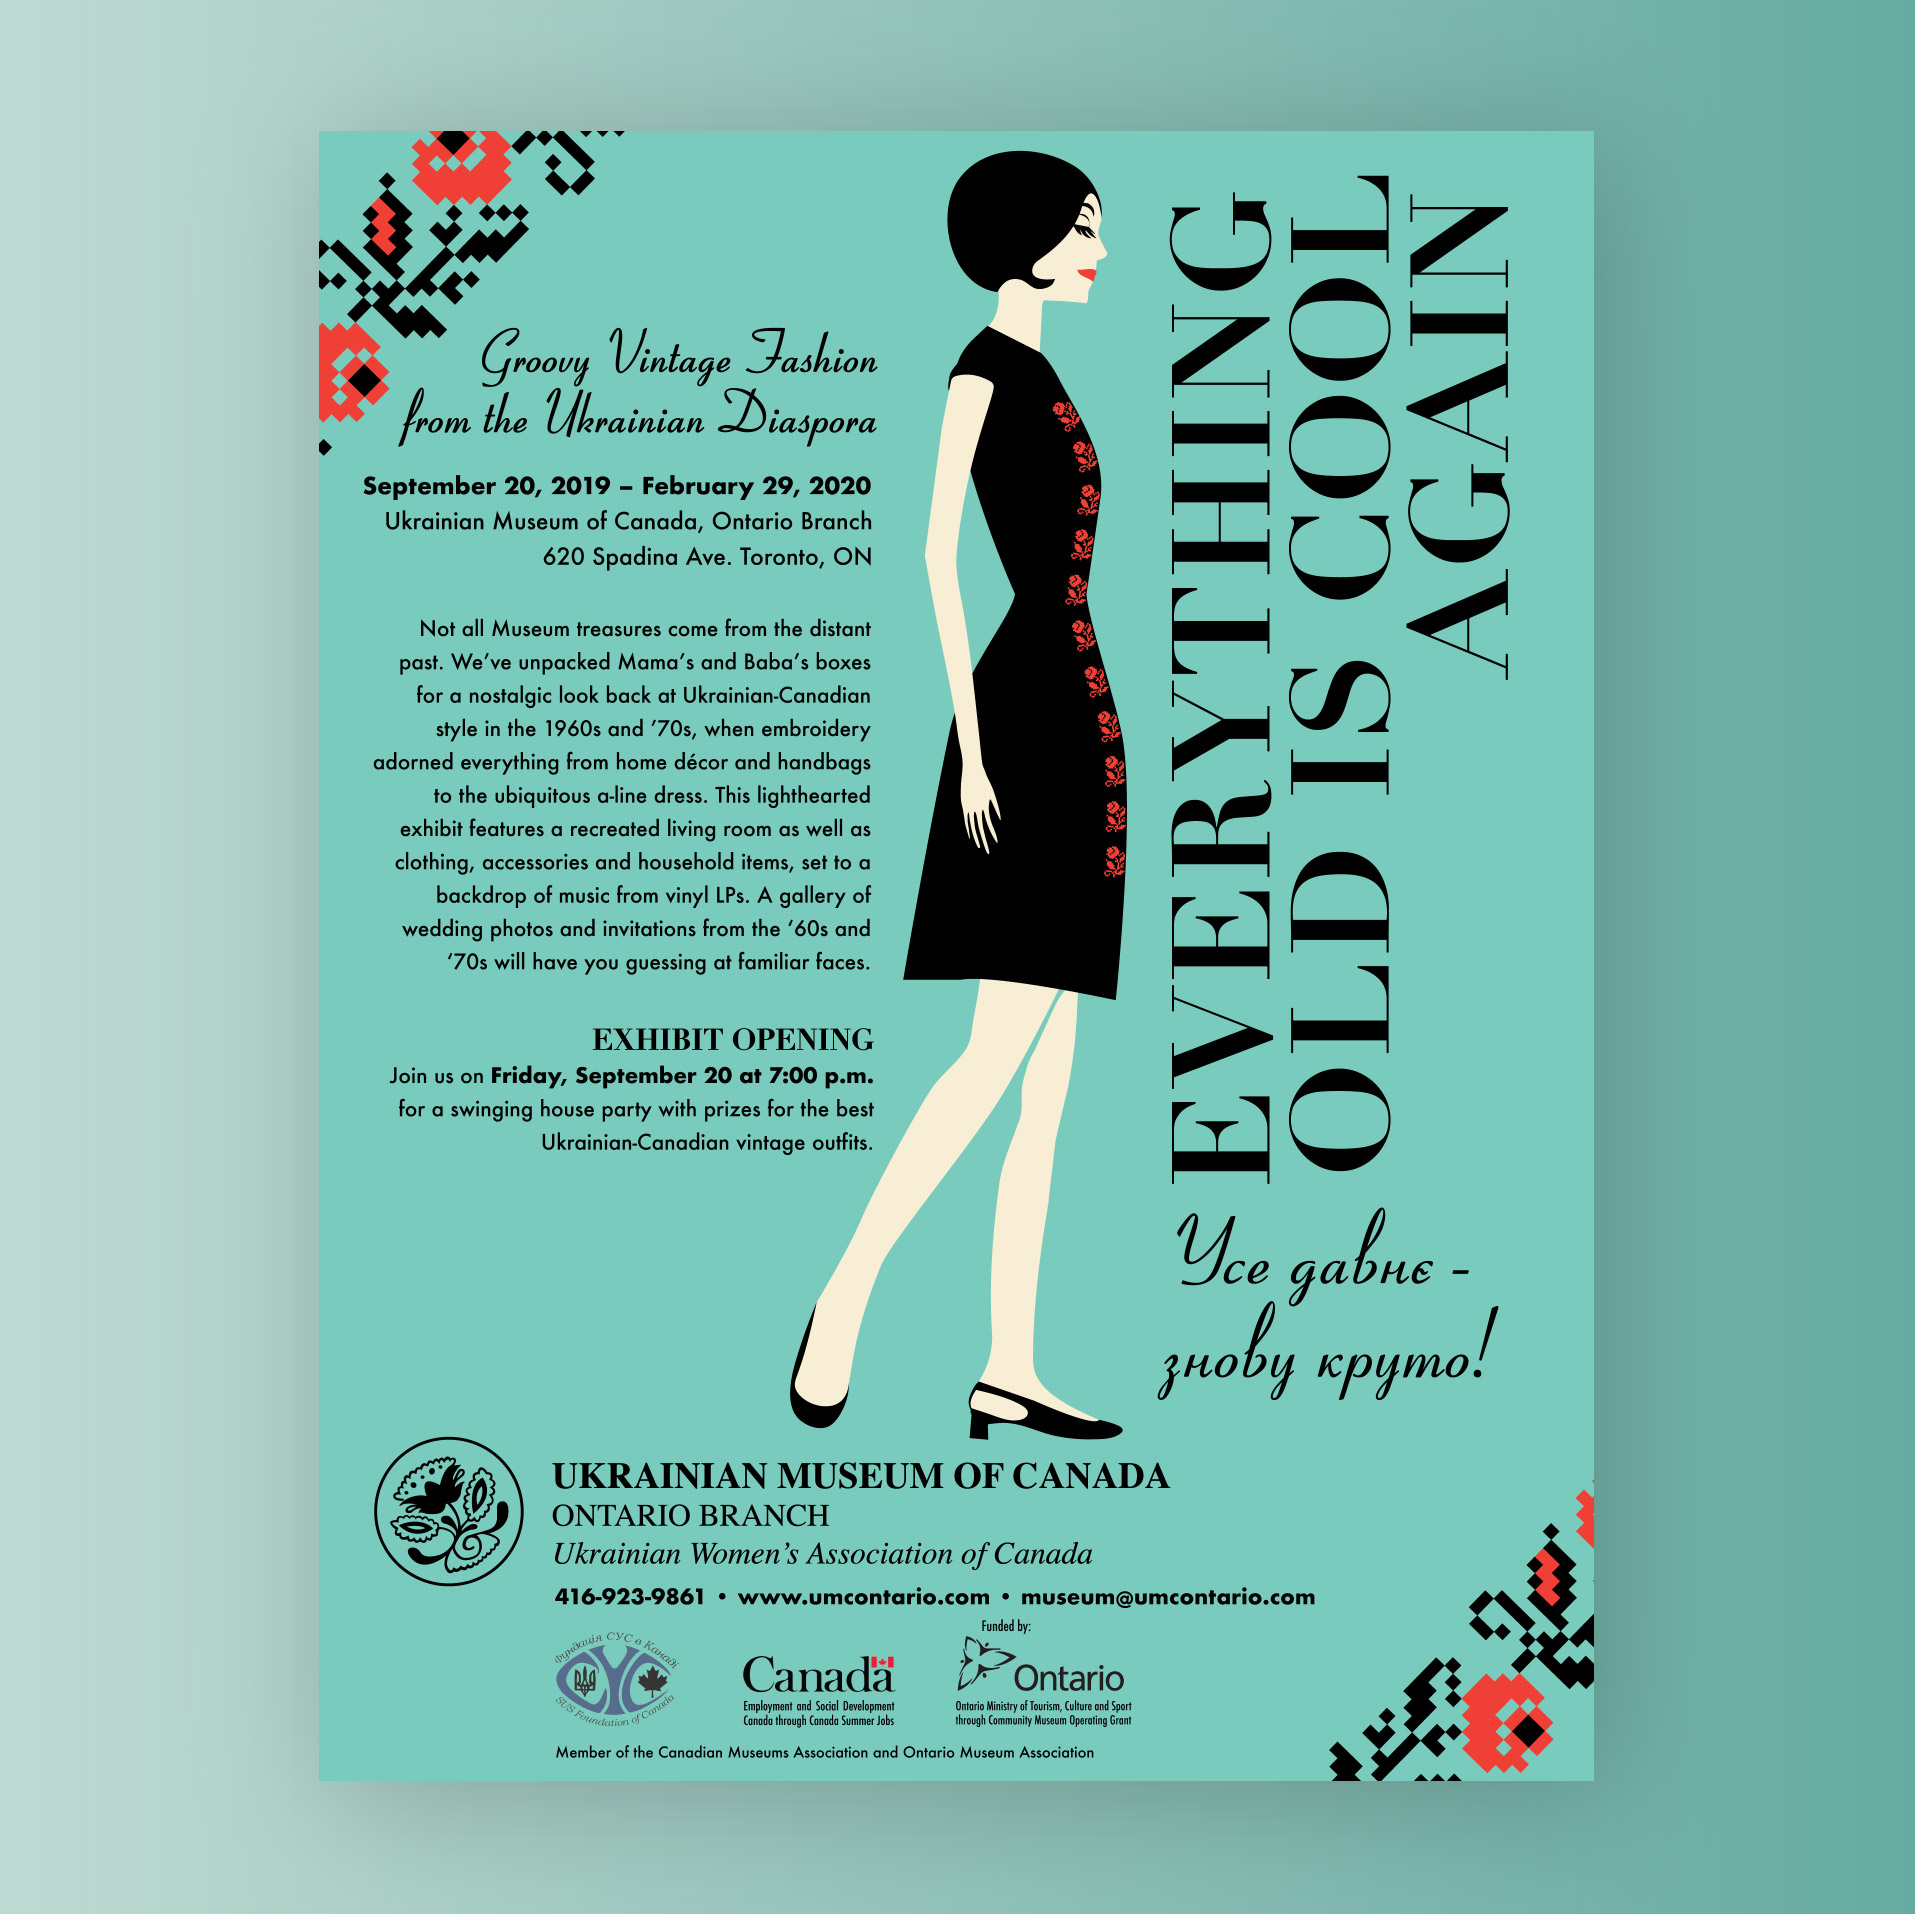 Groovy Vintage Fashion
from the Ukrainian Diaspora
September 20, 2019 – February 29, 2020
Ukrainian Museum of Canada, Ontario Branch
620 Spadina Ave. Toronto, ON
Not all Museum treasures come from the distant
past. We’ve unpacked Mama’s and Baba’s boxes
for a nostalgic look back at Ukrainian-Canadian
style in the 1960s and ’70s, when embroidery
adorned everything from home décor and handbags
to the ubiquitous a-line dress. This lighthearted
exhibit features a recreated living room as well as
clothing, accessories and household items, set to a
backdrop of music from vinyl LPs. A gallery of
wedding photos and invitations from the ‘60s and
‘70s will have you guessing at familiar faces.
EXHIBIT OPENING
Join us on Friday, September 20 at 7:00 p.m.
for a swinging house party with prizes for the best
Ukrainian-Canadian vintage outfits.
EVERYTHING
OLD IS COOL
AGAIN
Усе давнє -
знову круто!
UKRAINIAN MUSEUM OF CANADA
ONTARIO BRANCH
Ukrainian Women’s Association of Canada
416-923-9861 • www.umcontario.com • museum@umcontario.com
Фундація СУС в Канаді
SUS Foundation of Canada
Canada
Employment and Social Development
Canada through Canada Summer Jobs
Funded by:
Ontario
Ontario Ministry of Tourism, Culture and Sport
through Community Museum Operating Grant
Member of the Canadian Museums Association and Ontario Museum Association